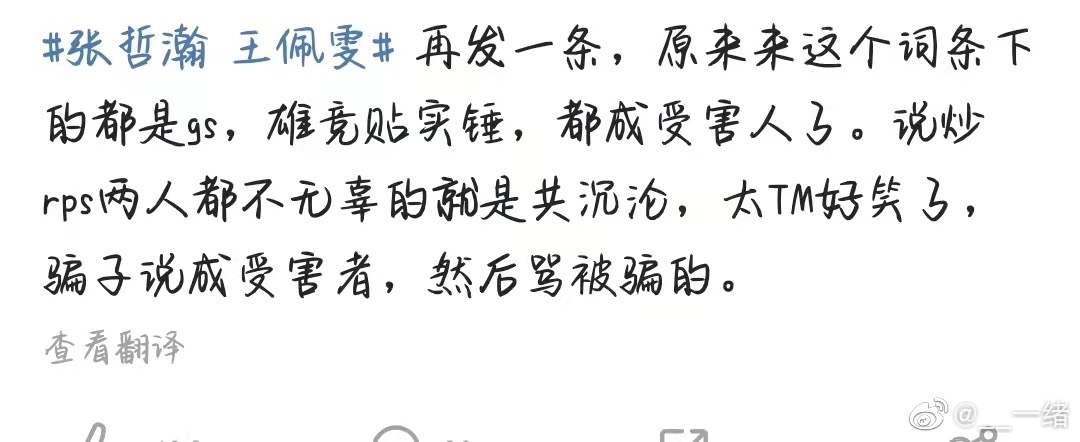 #张哲瀚 王佩雯# 再发一条，原来来这个词条下
的都是gs，雄竞贴实锤，都成受害人了。说炒
rps两人都不无辜的就是共沉沦，太TM好笑了，
骗子说成受害者，然后骂被骗的。
查看翻译
@__一绪